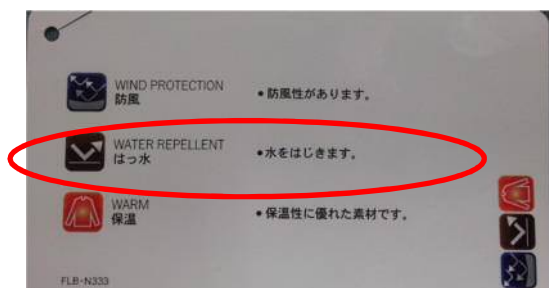 WIND PROTECTION
防風
•防風性があります。
WATER REPELLENT
はっ水
•水をはじきます。
WARM
保温
•保温性に優れた素材です。
FLB-N333